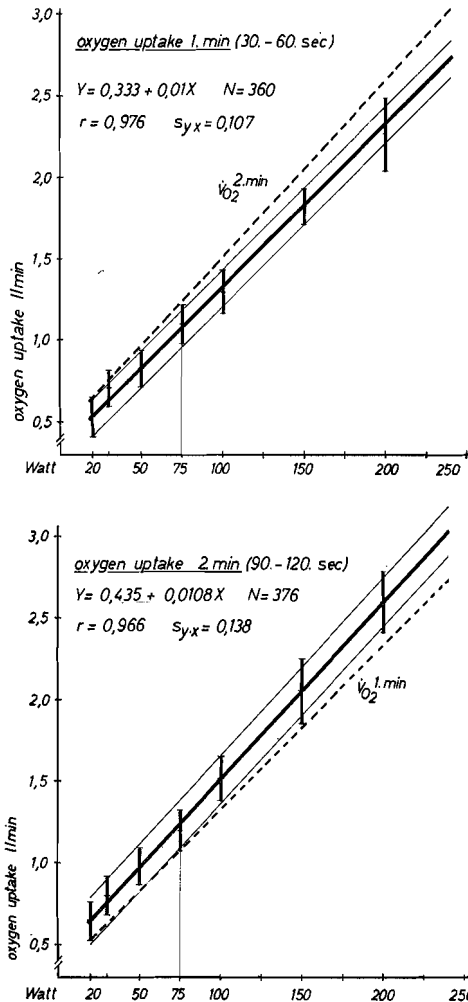 3,0
oxygen uptake 1. min (30.-60. sec)
Y = 0,333 + 0,01X N = 360
r = 0,976 Syx = 0,107
2,5
V̇O2 2.min
2,0
1,5
1,0
0,5
oxygen uptake l/min
Watt 20 50 75 100 150 200 250
3,0
oxygen uptake 2.min (90.-120. sec)
Y = 0,435 + 0,0108X N = 376
r = 0,966 Sy·x = 0,138
2,5
V̇O2 1.min
2,0
1,5
1,0
0,5
oxygen uptake l/min
Watt 20 50 75 100 150 200 250